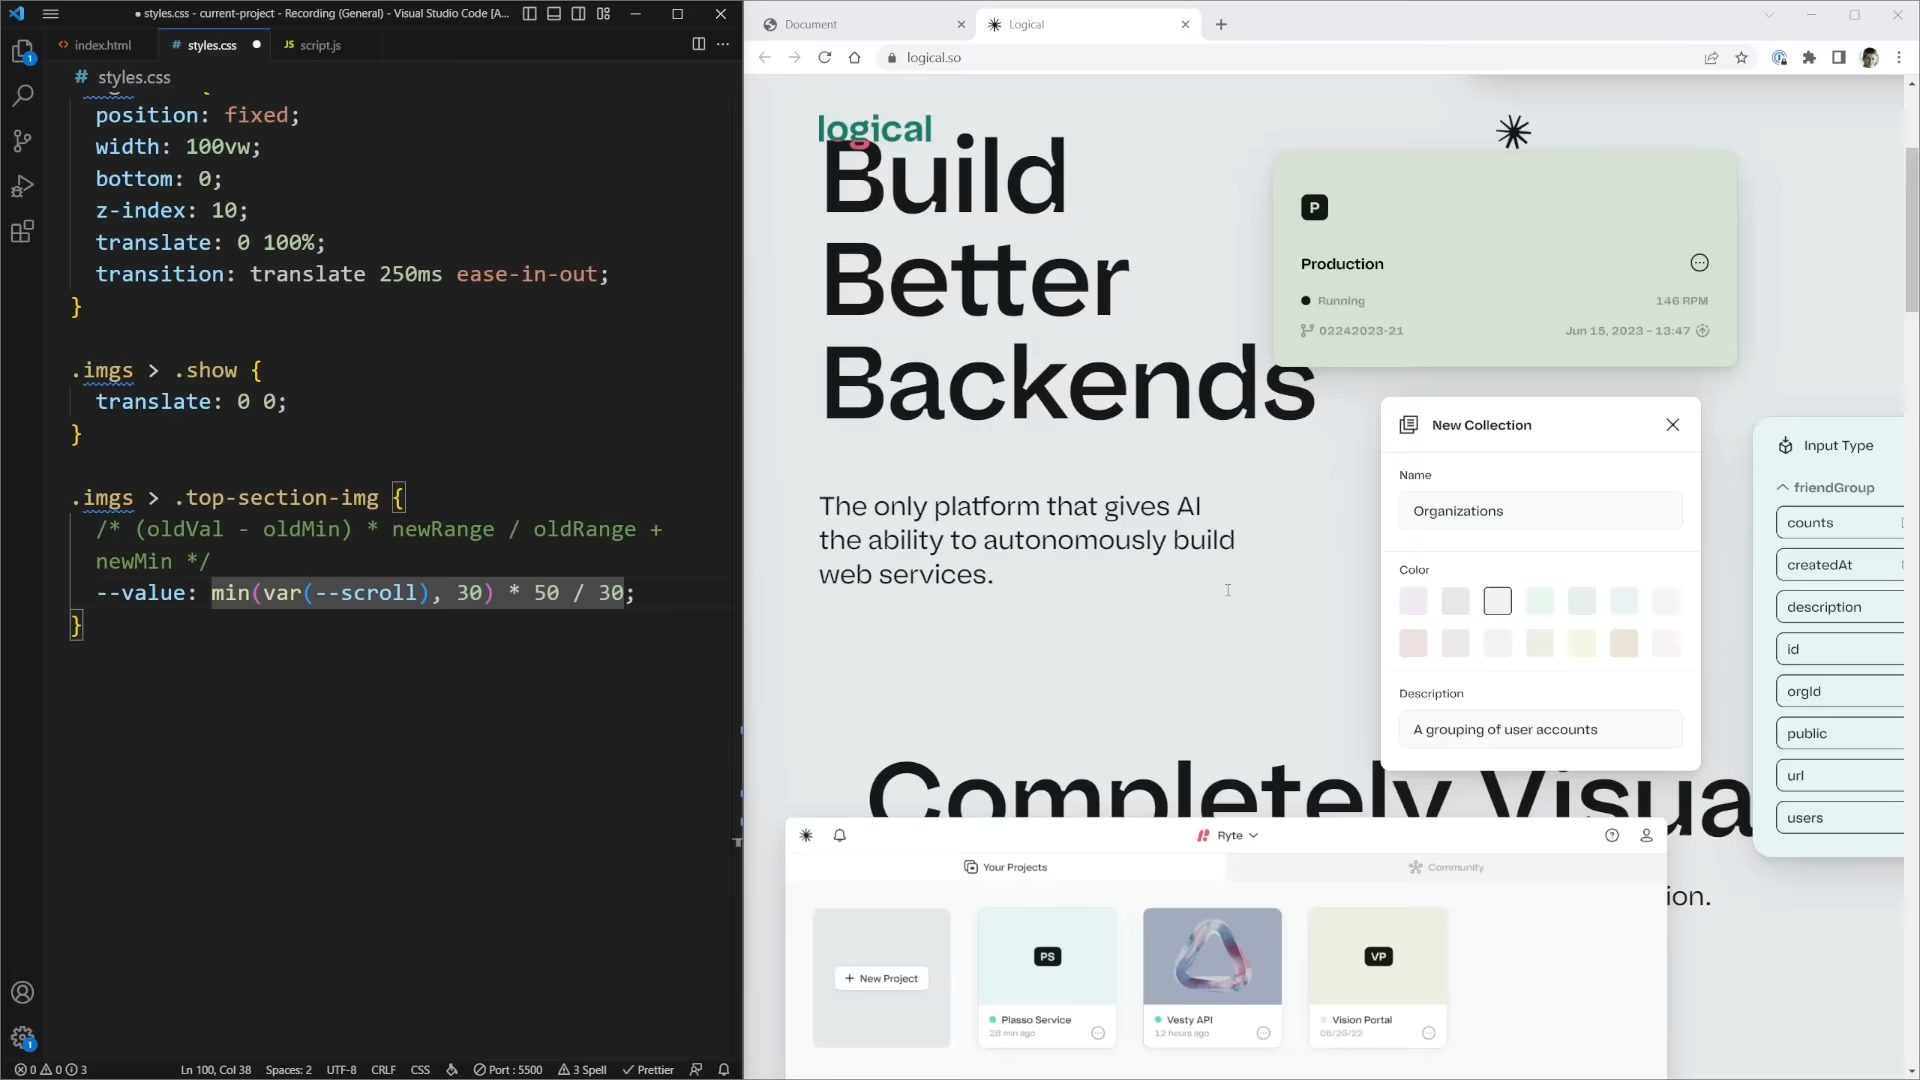 styles.css - current-project - Recording (General) - Visual Studio Code [A...
index.html
# styles.css
JS script.js
# styles.css
position: fixed;
width: 100vw;
bottom: 0;
z-index: 10;
translate: 0 100%;
transition: translate 250ms ease-in-out;
}
.imgs > .show {
translate: 0 0;
}
.imgs > .top-section-img {
/* (oldVal - oldMin) * newRange / oldRange +
newMin */
--value: min(var(--scroll), 30) * 50 / 30;
}
0 0 3
Ln 100, Col 38
Spaces: 2
UTF-8
CRLF
CSS
Port : 5500
3 Spell
Prettier
1
1
Document
Logical
logical.so
logical
Build
Better
Backends
The only platform that gives AI
the ability to autonomously build
web services.
P
Production
Running
146 RPM
02242023-21
Jun 15, 2023 – 13:47
New Collection
Name
Organizations
Color
Description
A grouping of user accounts
Input Type
friendGroup
counts
createdAt
description
id
orgId
public
url
users
Completely Visua
ion.
Ryte
Your Projects
Community
+ New Project
PS
Plasso Service
28 min ago
Vesty API
12 hours ago
VP
Vision Portal
06/26/22